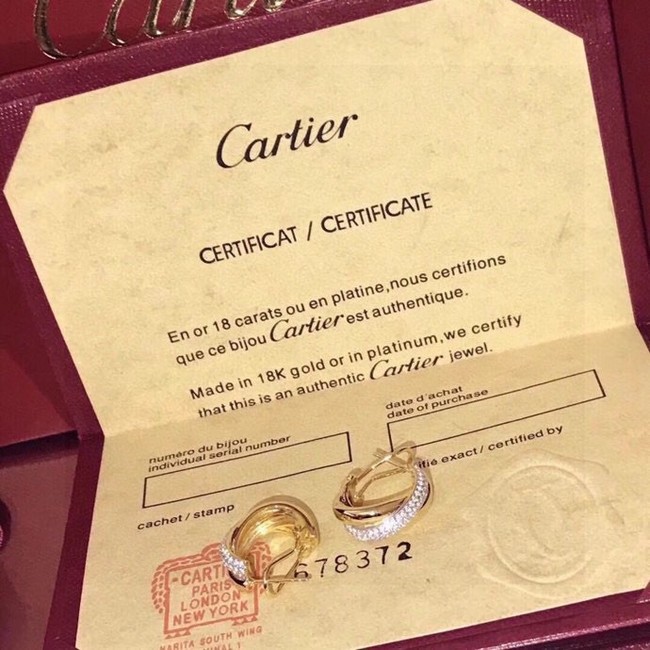 Cartier
CERTIFICAT / CERTIFICATE
En or 18 carats ou en platine,nous certifions
que ce bijou Cartier est authentique.
Made in 18K gold or in platinum,we certify
that this is an authentic Cartier jewel.
numéro du bijou
individual serial number
date d'achat
date of purchase
cachet / stamp
exact / certified by
678372
PARIS
LONDON
NEW YORK
NARITA SOUTH WING